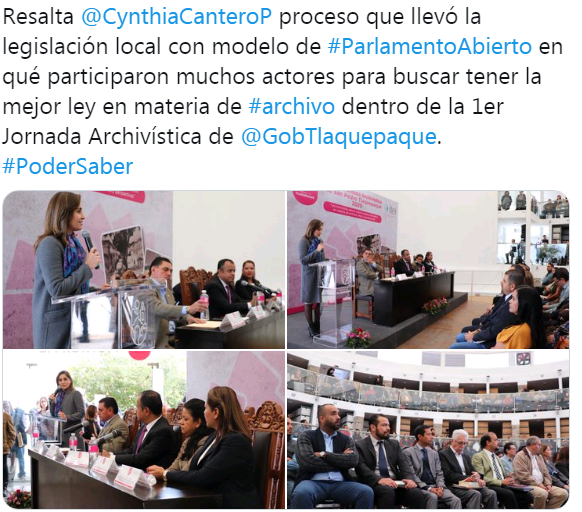 Resalta @CynthiaCanteroP proceso que llevó la
legislación local con modelo de #ParlamentoAbierto en
qué participaron muchos actores para buscar tener la
mejor ley en materia de #archivo dentro de la 1er
Jornada Archivística de @GobTlaquepaque.
#PoderSaber